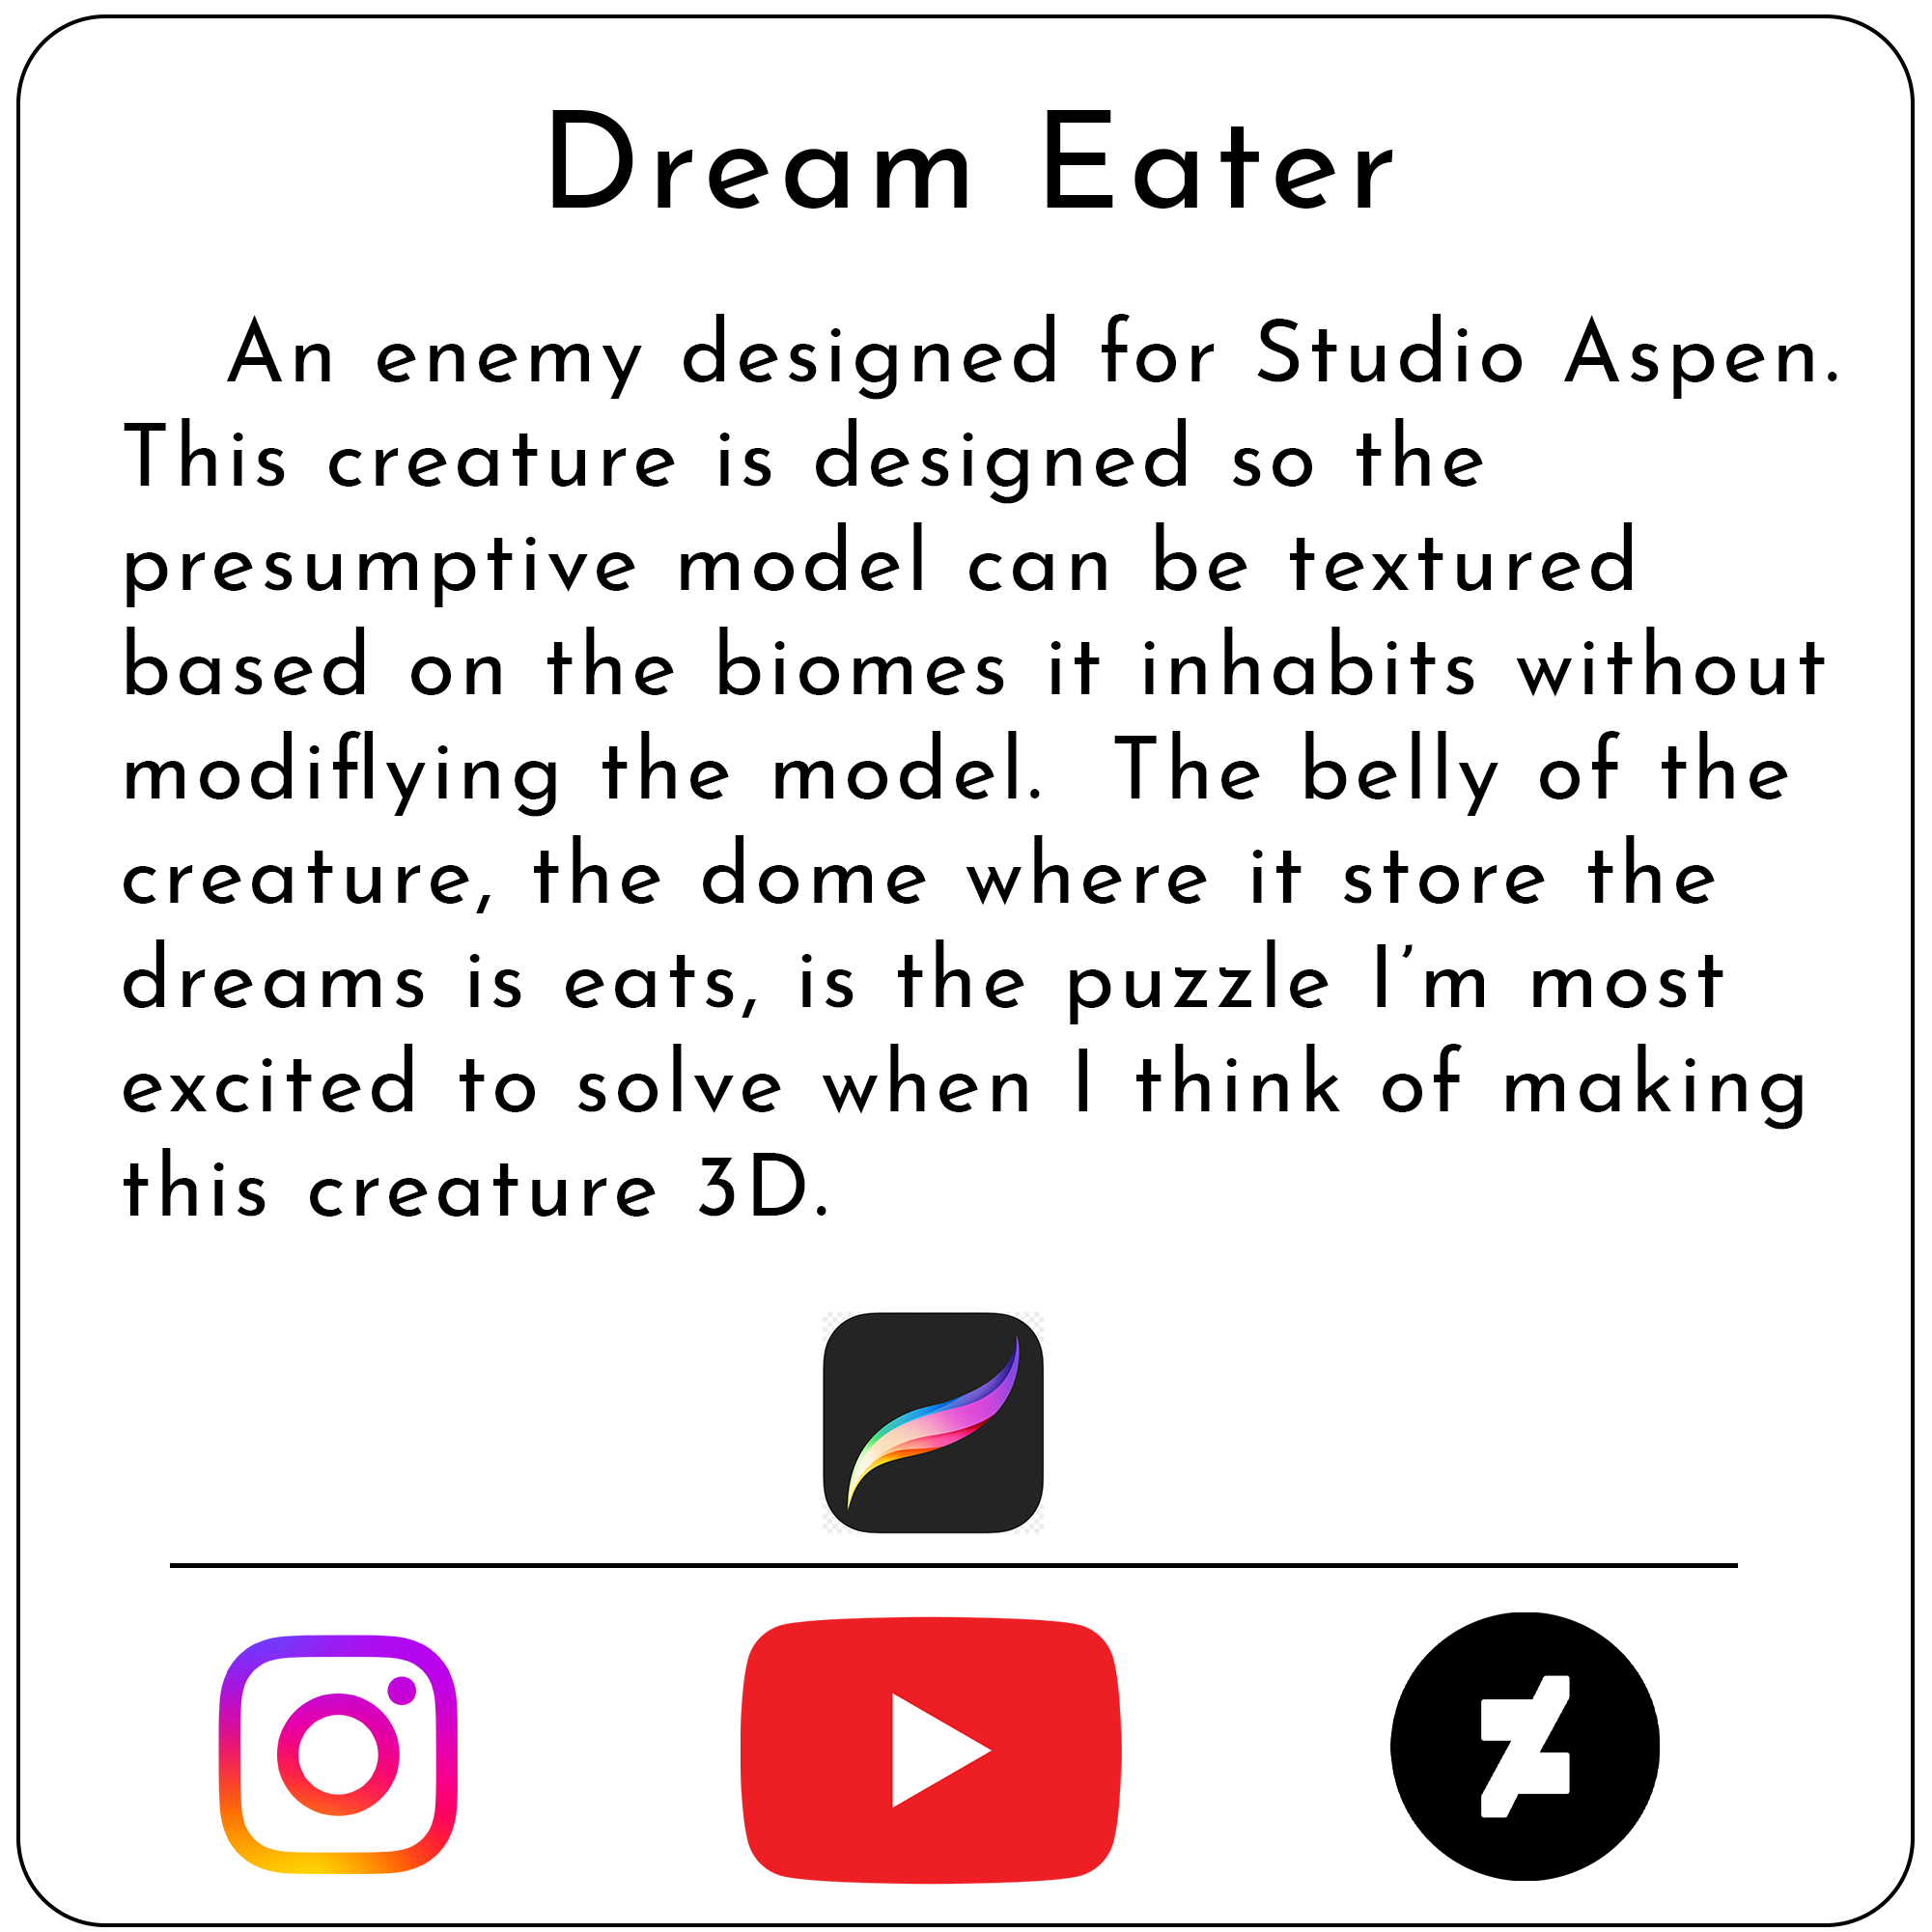 Dream Eater
An enemy designed for Studio Aspen.
This creature is designed so the
presumptive model can be textured
based on the biomes it inhabits without
modiflying the model.  The belly of the
creature, the dome where it store the
dreams is eats, is the puzzle I’m most
excited to solve when I think of making
this creature 3D.